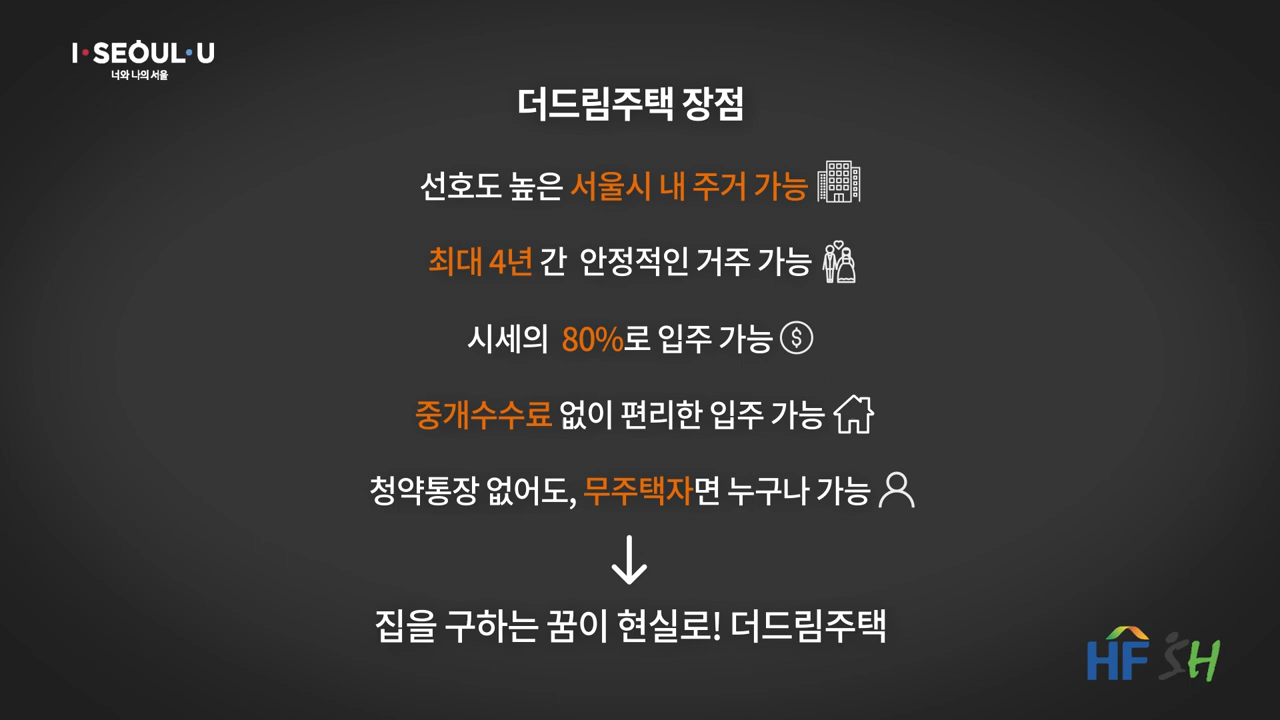 I·SEOUL·U
너와 나의 서울
더드림주택 장점
선호도 높은 서울시 내 주거 가능
최대 4년 간 안정적인 거주 가능
시세의 80%로 입주 가능
중개수수료 없이 편리한 입주 가능
청약통장 없어도, 무주택자면 누구나 가능
집을 구하는 꿈이 현실로! 더드림주택
HF SH